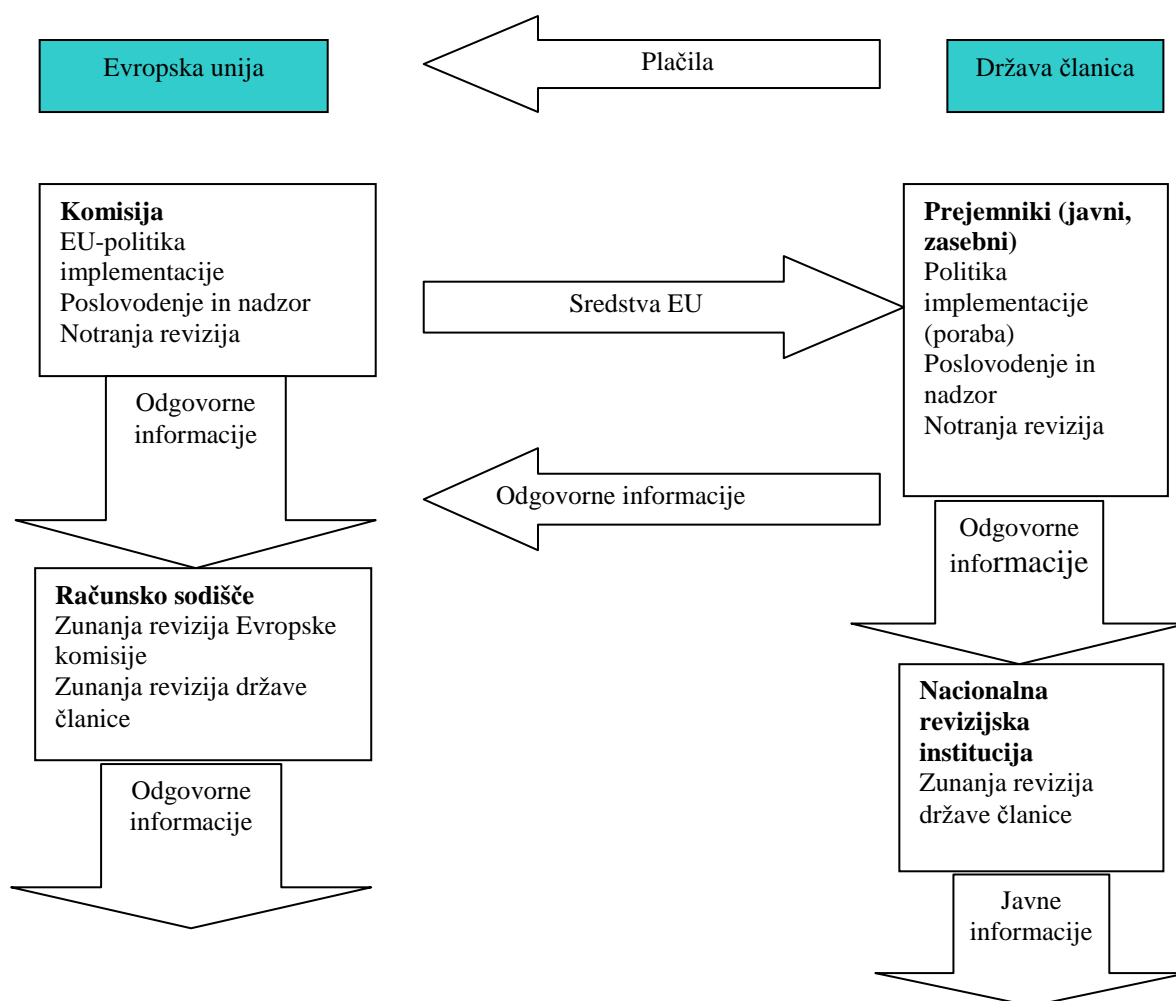 Evropska unija
Plačila
Država članica
Komisija
EU-politika
implementacije
Poslovodenje in nadzor
Notranja revizija
Sredstva EU
Prejemniki (javni,
zasebni)
Politika
implementacije
(poraba)
Poslovodenje in
nadzor
Notranja revizija
Odgovorne
informacije
Odgovorne informacije
Odgovorne
informacije
Računsko sodišče
Zunanja revizija Evropske
komisije
Zunanja revizija države
članice
Nacionalna
revizijska
institucija
Zunanja revizija
države članice
Odgovorne
informacije
Javne
informacije